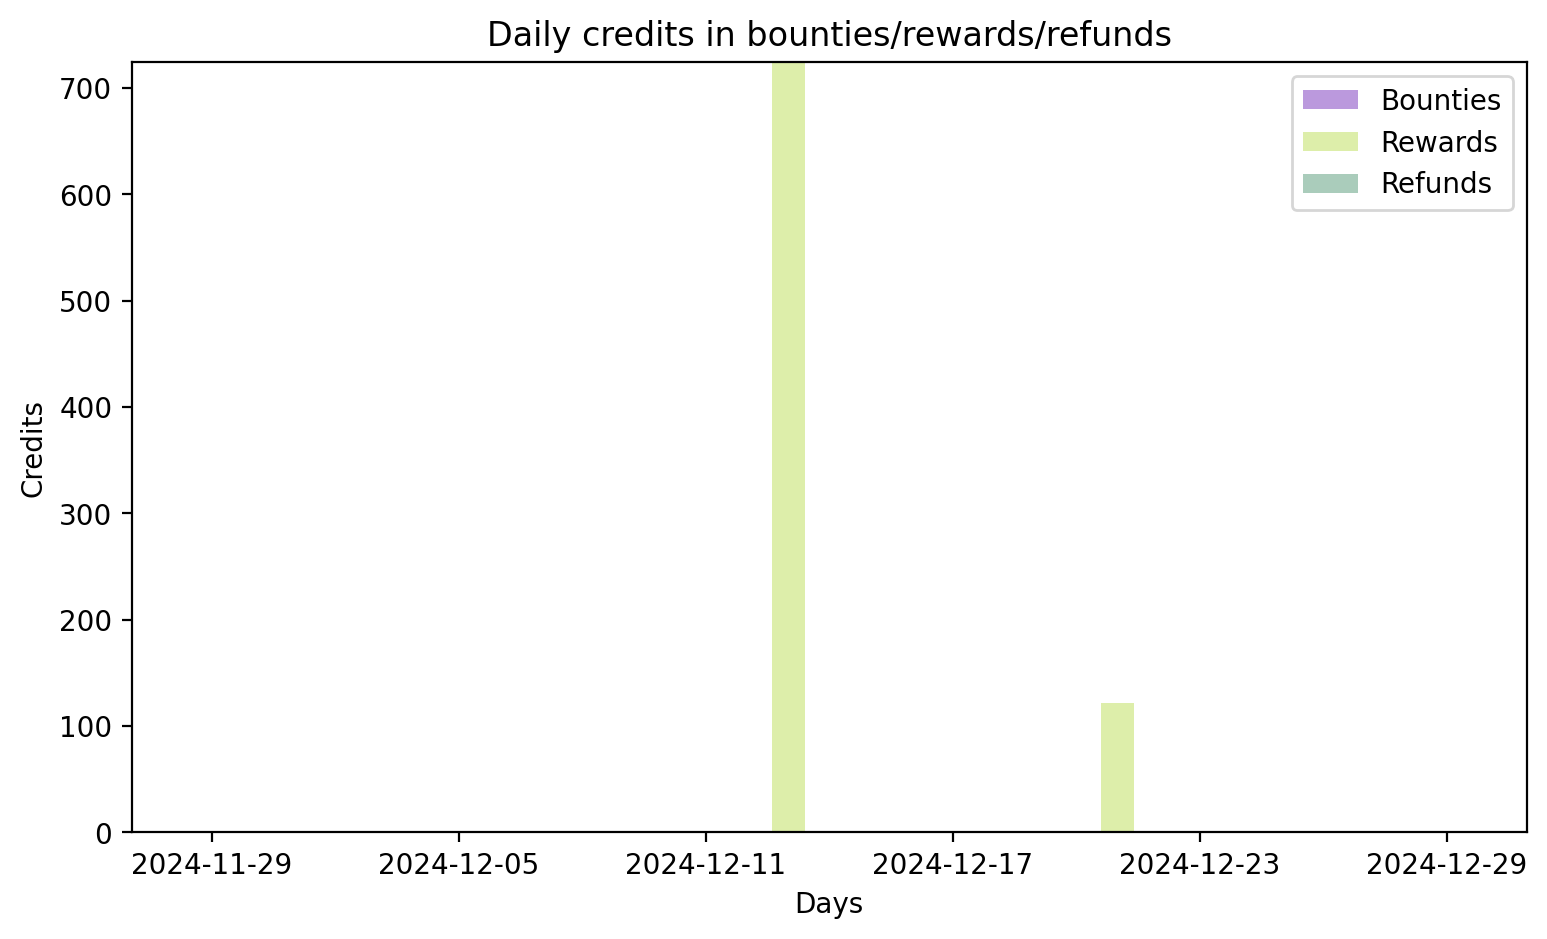 Daily credits in bounties/rewards/refunds
700
600
500
400
300
200
100
0
Credits
Bounties
Rewards
Refunds
2024-11-29 2024-12-05 2024-12-11 2024-12-17 2024-12-23 2024-12-29
Days